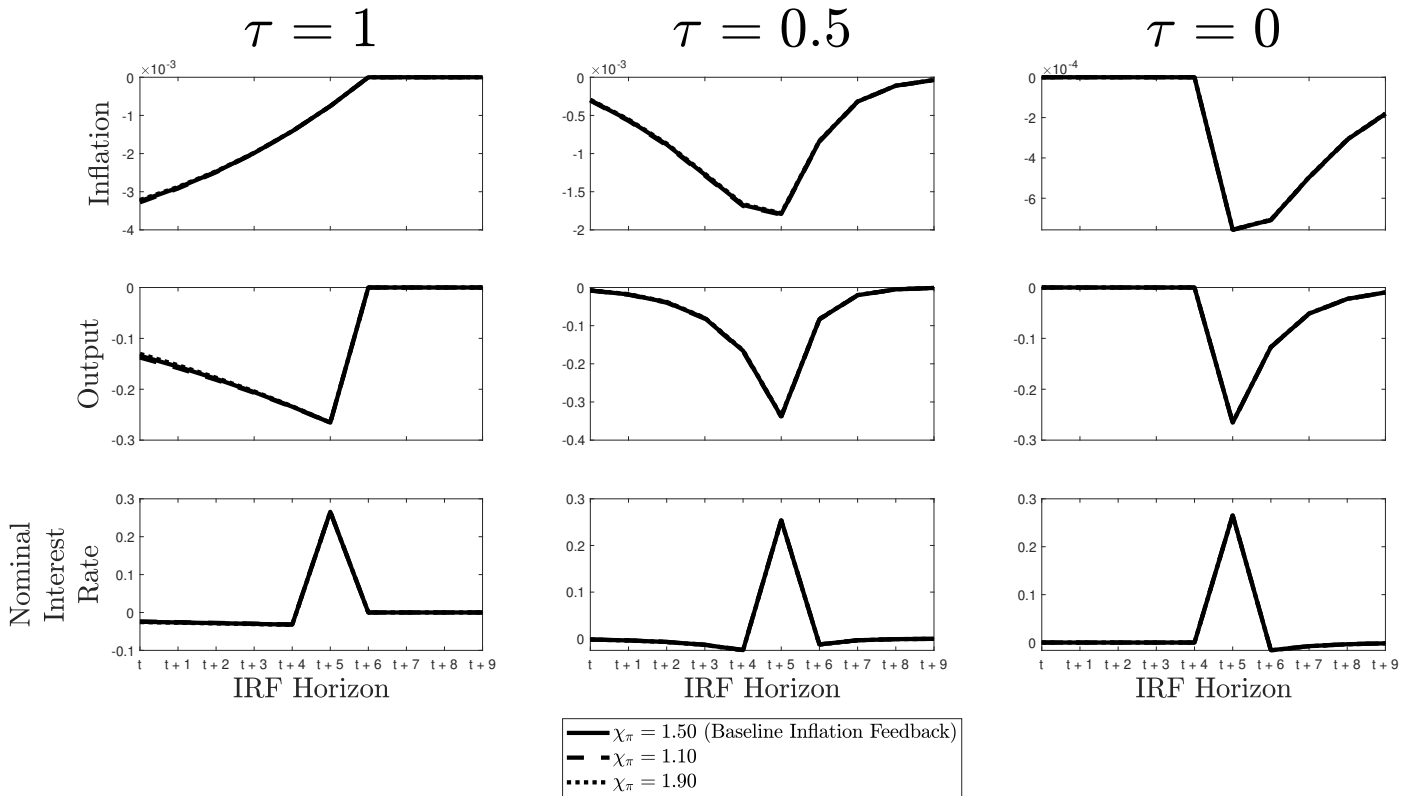 τ = 1
τ = 0.5
τ = 0
Inflation
×10⁻³
0
-1
-2
-3
-4
×10⁻³
0
-0.5
-1
-1.5
-2
×10⁻⁴
0
-2
-4
-6
Output
0
-0.1
-0.2
-0.3
0
-0.1
-0.2
-0.3
-0.4
0
-0.1
-0.2
-0.3
Nominal
Interest
Rate
0.3
0.2
0.1
0
-0.1
t t + 1 t + 2 t + 3 t + 4 t + 5 t + 6 t + 7 t + 8 t + 9
IRF Horizon
0.3
0.2
0.1
0
t t + 1 t + 2 t + 3 t + 4 t + 5 t + 6 t + 7 t + 8 t + 9
IRF Horizon
0.3
0.2
0.1
0
t t + 1 t + 2 t + 3 t + 4 t + 5 t + 6 t + 7 t + 8 t + 9
IRF Horizon
χπ = 1.50 (Baseline Inflation Feedback)
χπ = 1.10
χπ = 1.90